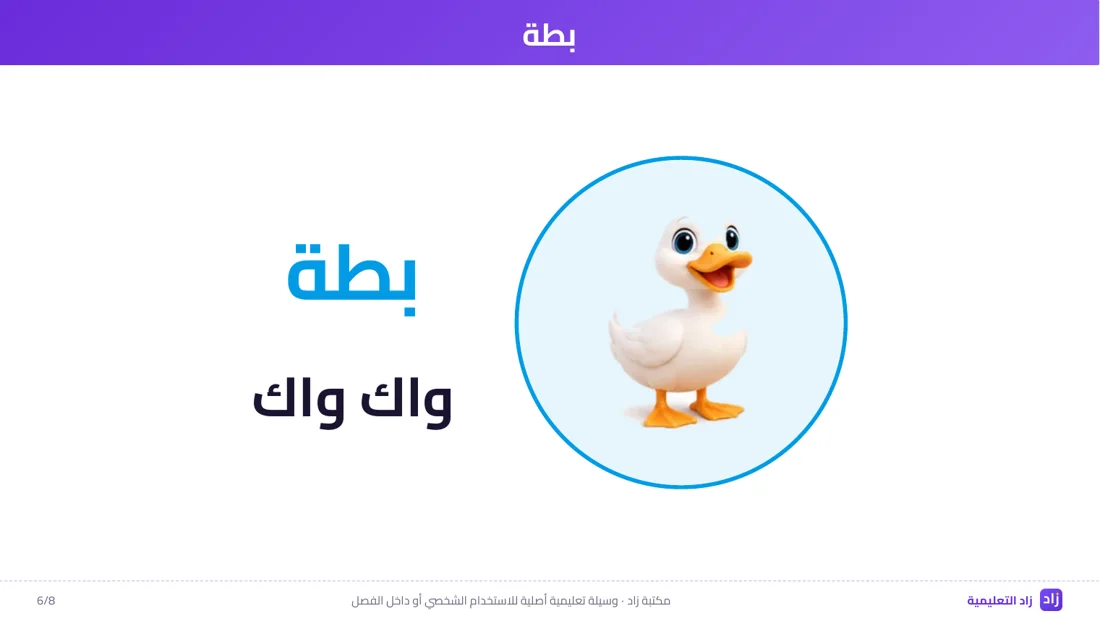 بطة
بطة
واك واك
زاد زاد التعليمية
مكتبة زاد · وسيلة تعليمية أصلية للاستخدام الشخصي أو داخل الفصل
6/8